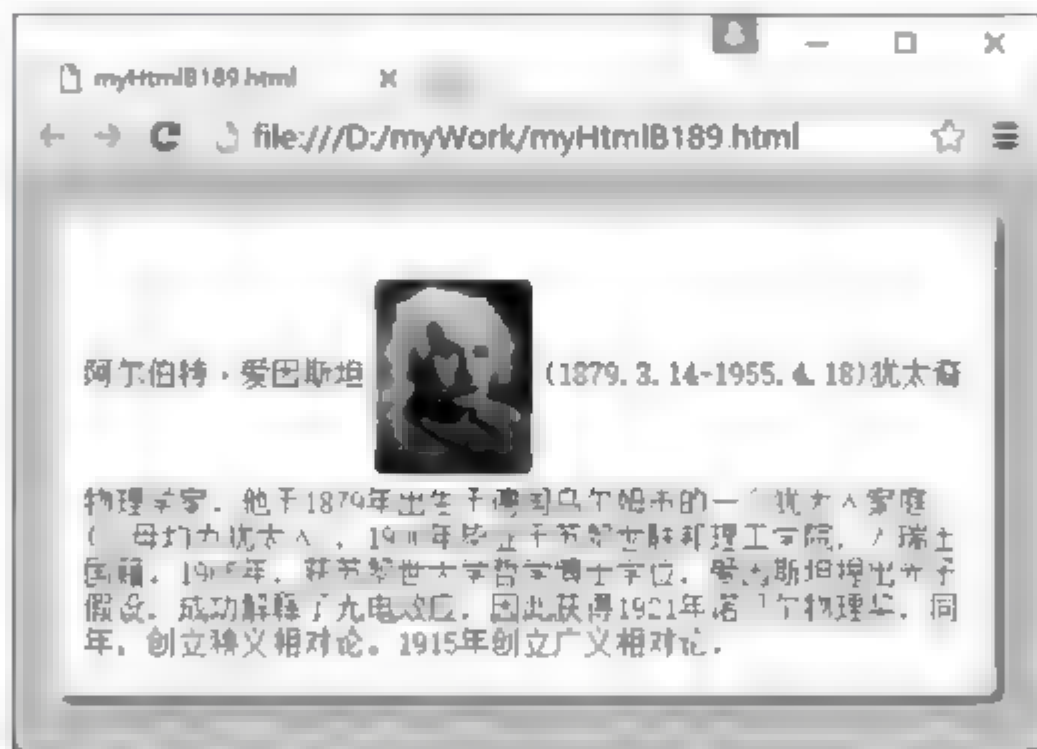 myHtmlB189.html
file:///D:/myWork/myHtmlB189.html
阿尔伯特·爱因斯坦 (1879.3.14-1955.4.18)犹太裔
物理学家。他于1879年出生于德国乌尔姆市的一个犹太人家庭
(母均为犹太人),19年毕业于苏黎世联邦理工学院,瑞士
国籍。19年,获苏黎世大学哲学博士学位,爱因斯坦提出光子
假设,成功解释了光电效应,因此获得1921年诺贝尔物理奖,同
年,创立狭义相对论。1915年创立广义相对论。